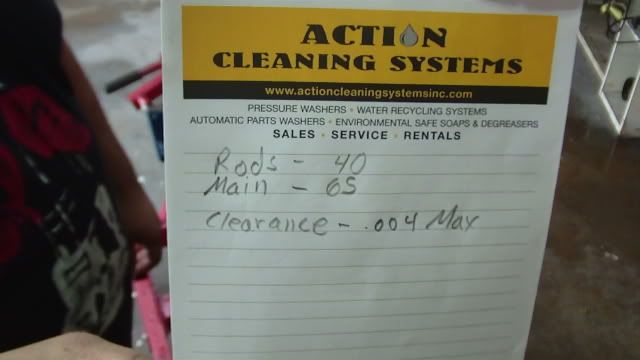 ACTION
CLEANING SYSTEMS
www.actioncleaningsystemsinc.com
PRESSURE WASHERS • WATER RECYCLING SYSTEMS
AUTOMATIC PARTS WASHERS • ENVIRONMENTAL SAFE SOAPS & DEGREASERS
SALES • SERVICE • RENTALS
Rods - 40
Main - 65
Clearance - .004 Max